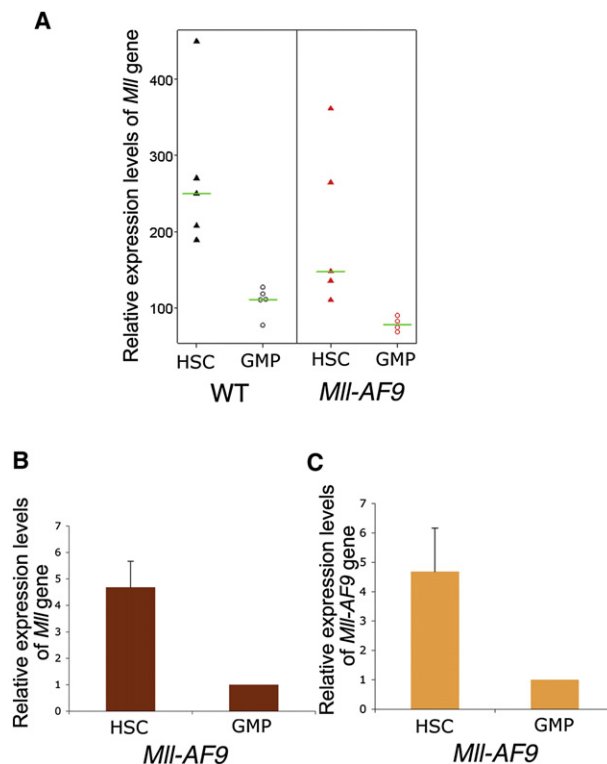 A
Relative expression levels of Mll gene
400
300
200
100
HSC GMP HSC GMP
WT Mll-AF9
B
Relative expression levels
of Mll gene
7
6
5
4
3
2
1
0
HSC GMP
Mll-AF9
C
Relative expression levels
of Mll-AF9 gene
7
6
5
4
3
2
1
0
HSC GMP
Mll-AF9